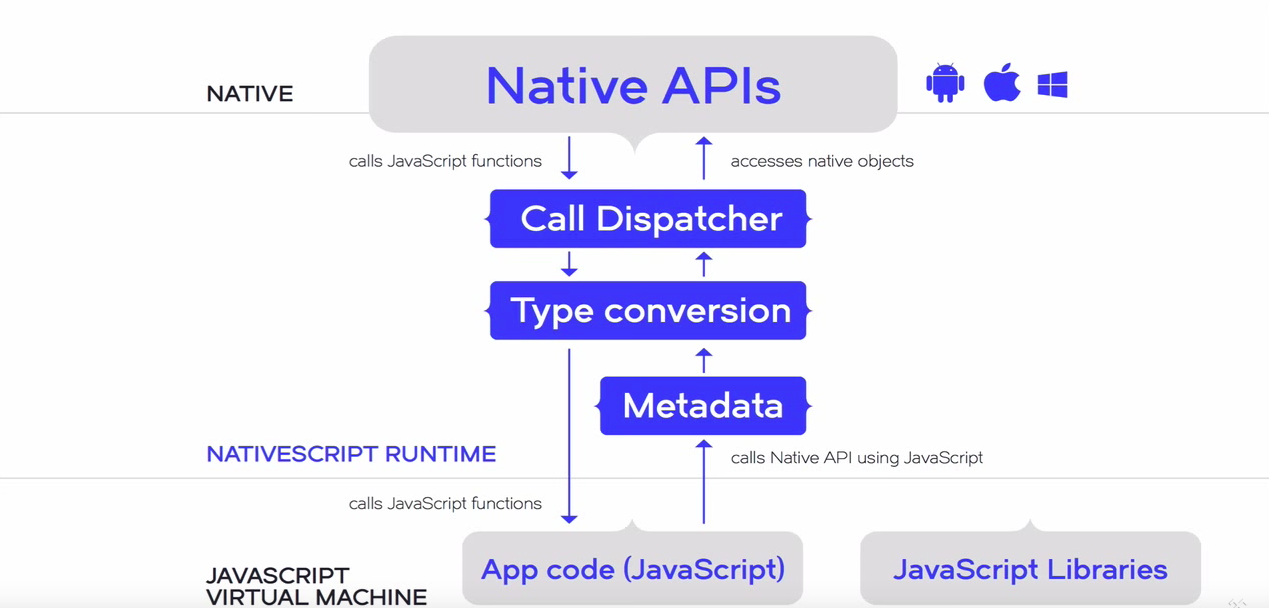 NATIVE
Native APIs
calls JavaScript functions
accesses native objects
Call Dispatcher
Type conversion
Metadata
NATIVESCRIPT RUNTIME
calls Native API using JavaScript
calls JavaScript functions
JAVASCRIPT
VIRTUAL MACHINE
App code (JavaScript)
JavaScript Libraries